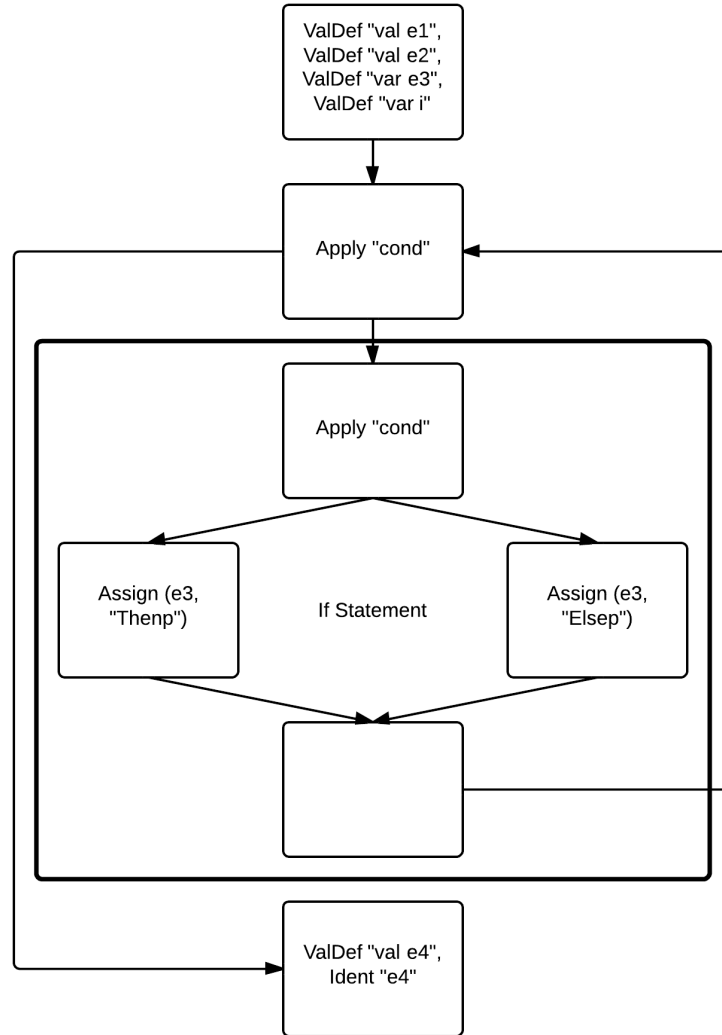 ValDef "val e1",
ValDef "val e2",
ValDef "var e3",
ValDef "var i"
Apply "cond"
Apply "cond"
Assign (e3,
"Thenp")
If Statement
Assign (e3,
"Elsep")
ValDef "val e4",
Ident "e4"